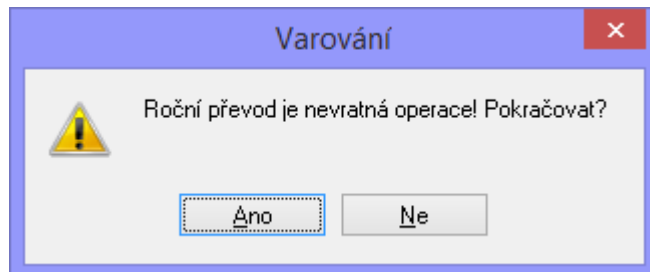 Varování
Roční převod je nevratná operace! Pokračovat?
Ano
Ne